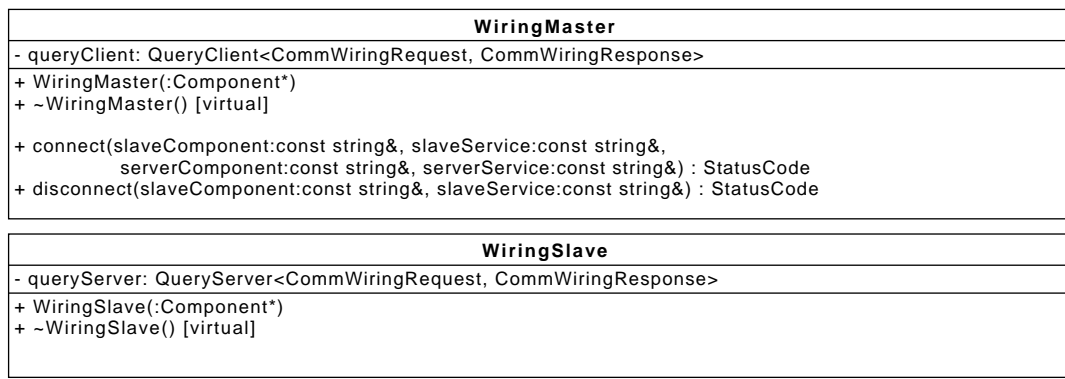 WiringMaster
- queryClient: QueryClient<CommWiringRequest, CommWiringResponse>
+ WiringMaster(:Component*)
+ ~WiringMaster() [virtual]
+ connect(slaveComponent:const string&, slaveService:const string&,
serverComponent:const string&, serverService:const string&) : StatusCode
+ disconnect(slaveComponent:const string&, slaveService:const string&) : StatusCode
WiringSlave
- queryServer: QueryServer<CommWiringRequest, CommWiringResponse>
+ WiringSlave(:Component*)
+ ~WiringSlave() [virtual]